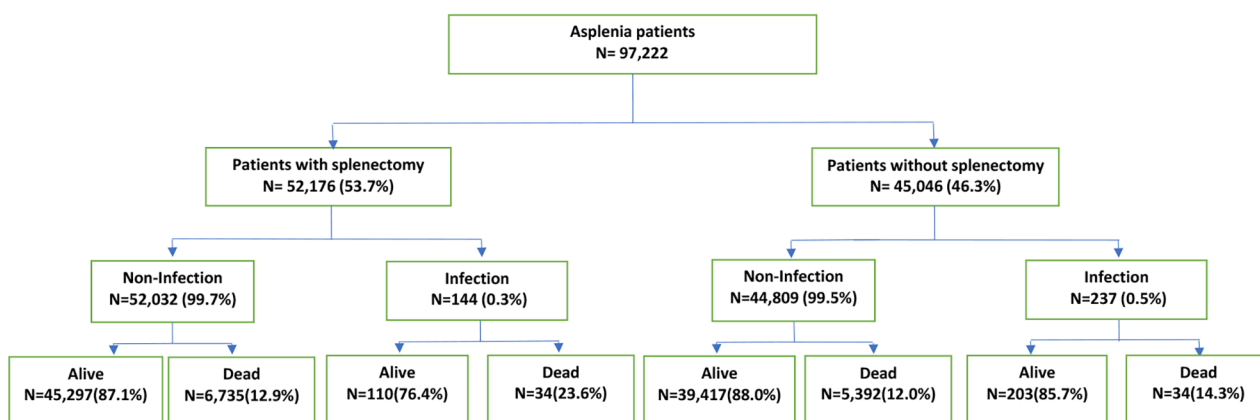 Asplenia patients
N= 97,222
Patients with splenectomy
N= 52,176 (53.7%)
Patients without splenectomy
N= 45,046 (46.3%)
Non-Infection
N=52,032 (99.7%)
Infection
N=144 (0.3%)
Non-Infection
N=44,809 (99.5%)
Infection
N=237 (0.5%)
Alive
N=45,297(87.1%)
Dead
N=6,735(12.9%)
Alive
N=110(76.4%)
Dead
N=34(23.6%)
Alive
N=39,417(88.0%)
Dead
N=5,392(12.0%)
Alive
N=203(85.7%)
Dead
N=34(14.3%)